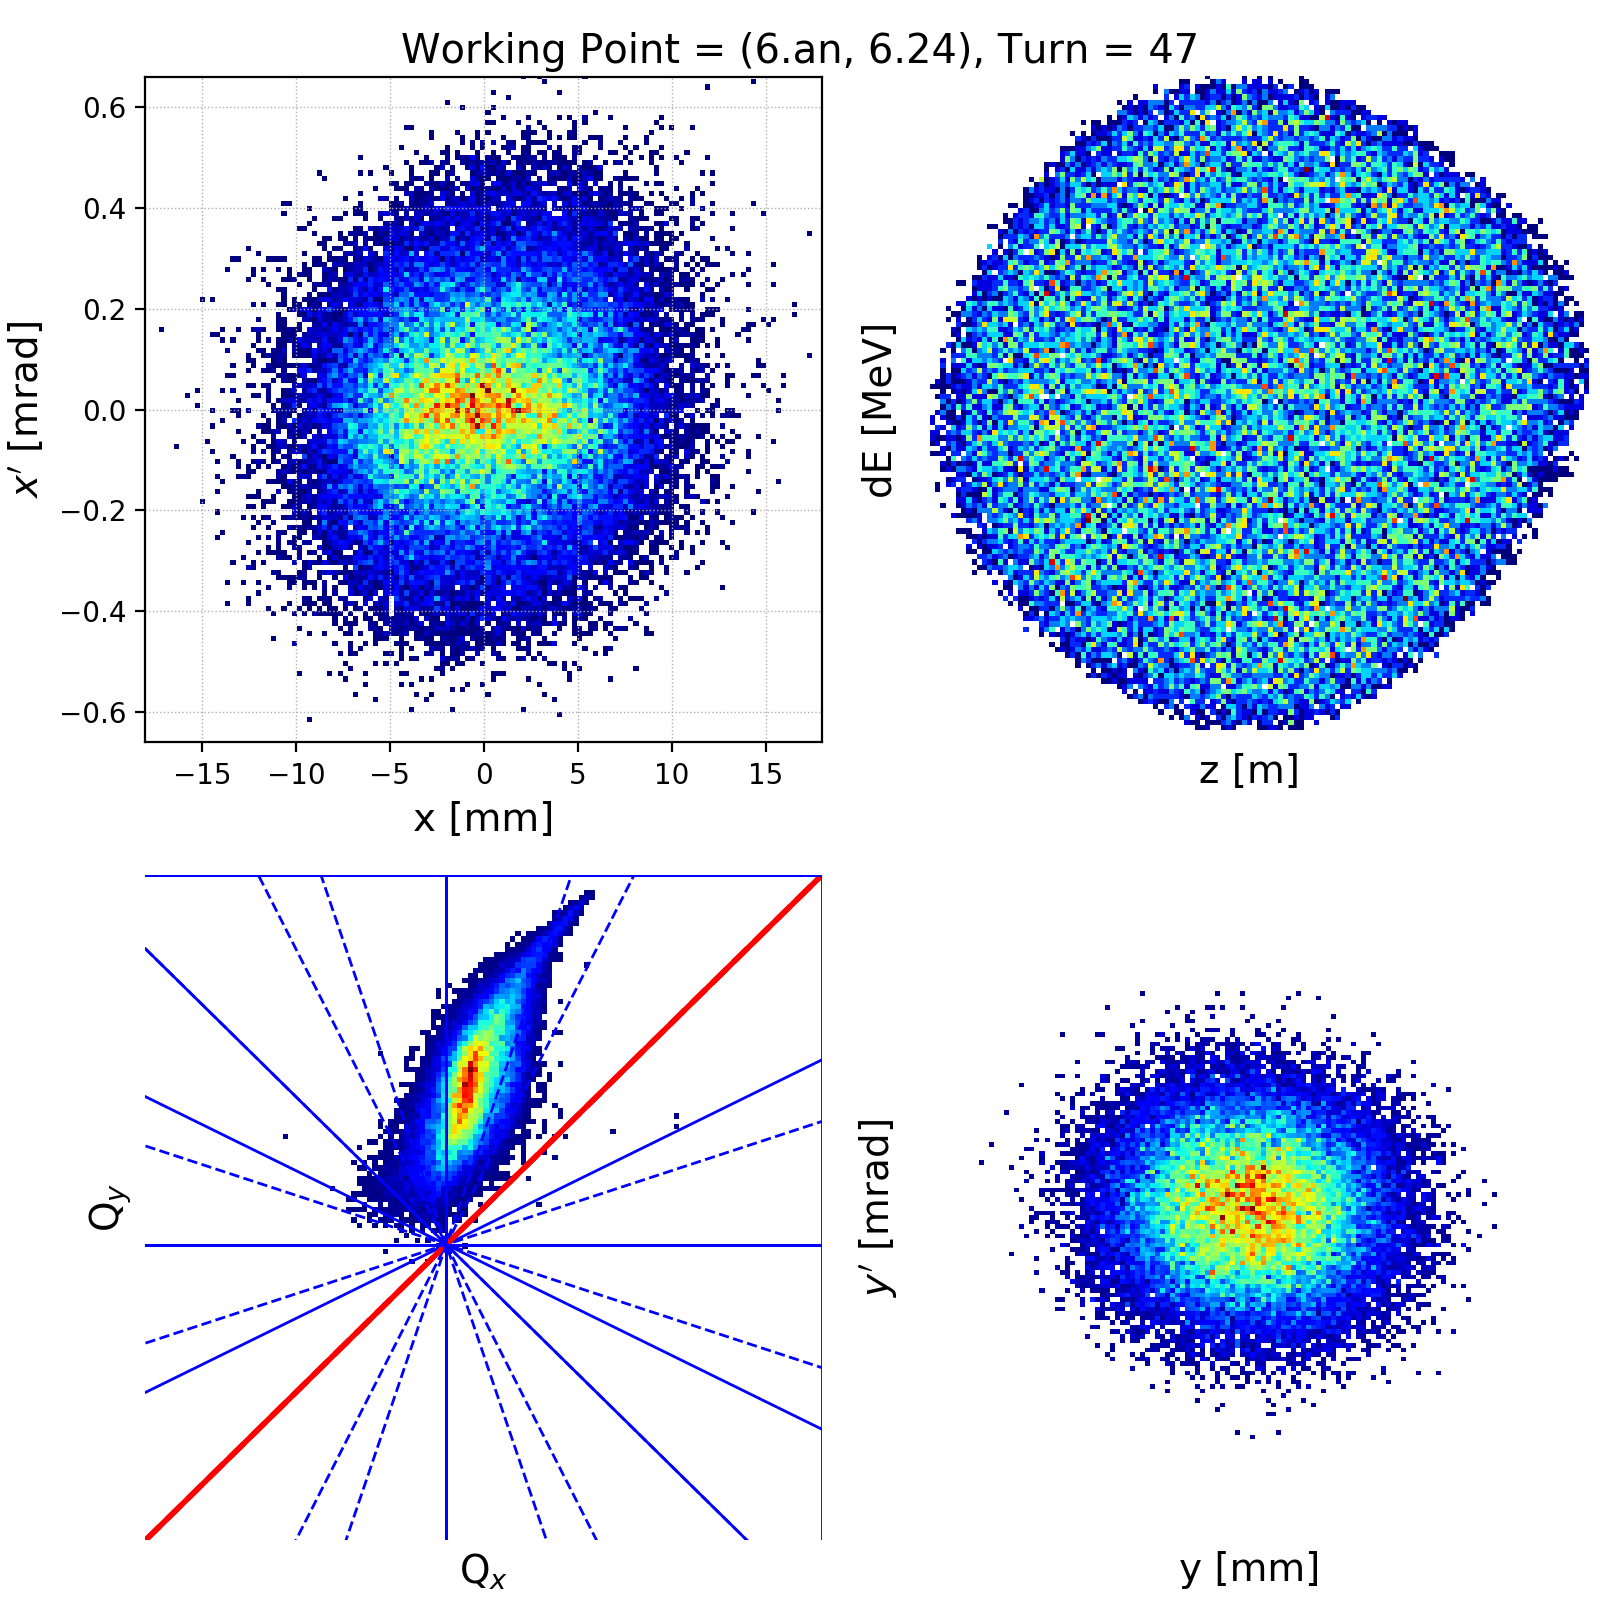 Working Point = (6.an, 6.24), Turn = 47
0.6
0.4
0.2
0.0
−0.2
−0.4
−0.6
x′ [mrad]
−15 −10 −5 0 5 10 15
x [mm]
dE [MeV]
z [m]
Qy
Qx
y′ [mrad]
y [mm]